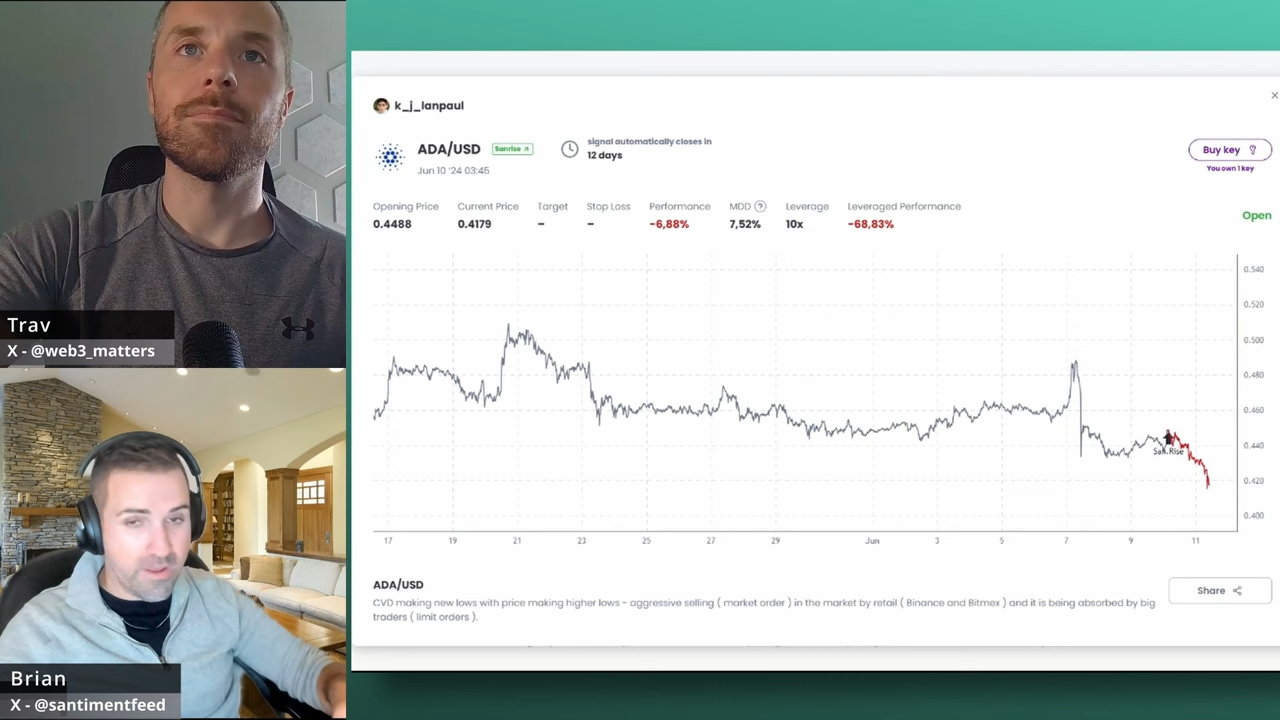 k_j_lanpaul
ADA/USD
Sanrise
Jun 10 '24 03:45
signal automatically closes in
12 days
Buy key
You own 1 key
Opening Price
0.4488
Current Price
0.4179
Target
–
Stop Loss
–
Performance
-6,88%
MDD ?
7,52%
Leverage
10x
Leveraged Performance
-68,83%
Open
0.540
0.520
0.500
0.480
0.460
0.440
0.420
0.400
San.Rise
17 19 21 23 25 27 29 Jun 3 5 7 9 11
ADA/USD
CVD making new lows with price making higher lows - aggressive selling ( market order ) in the market by retail ( Binance and Bitmex ) and it is being absorbed by big
traders ( limit orders ).
Share
Trav
X - @web3_matters
Brian
X - @santimentfeed